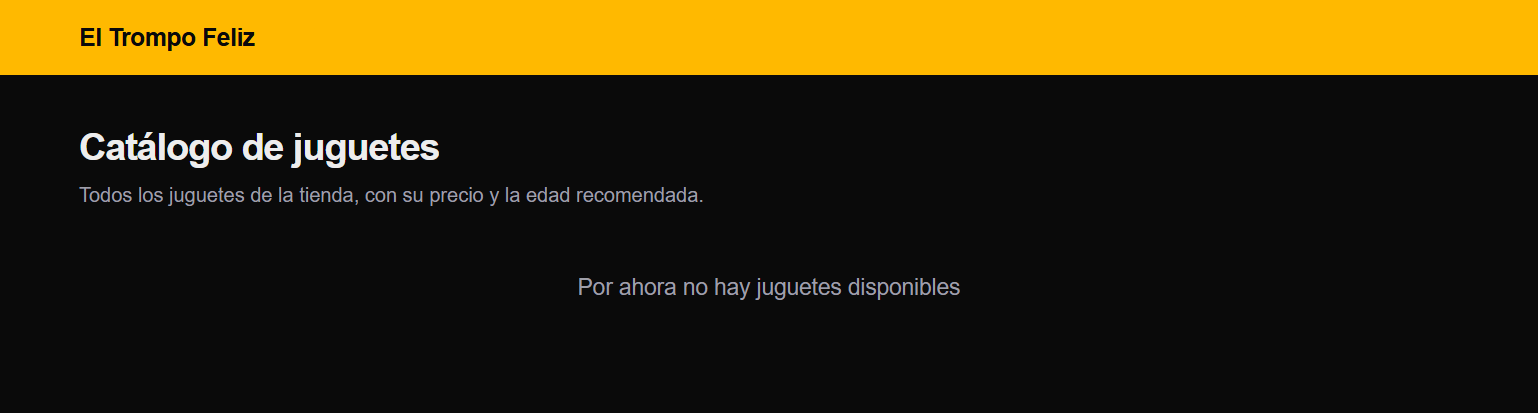 El Trompo Feliz
Catálogo de juguetes
Todos los juguetes de la tienda, con su precio y la edad recomendada.
Por ahora no hay juguetes disponibles